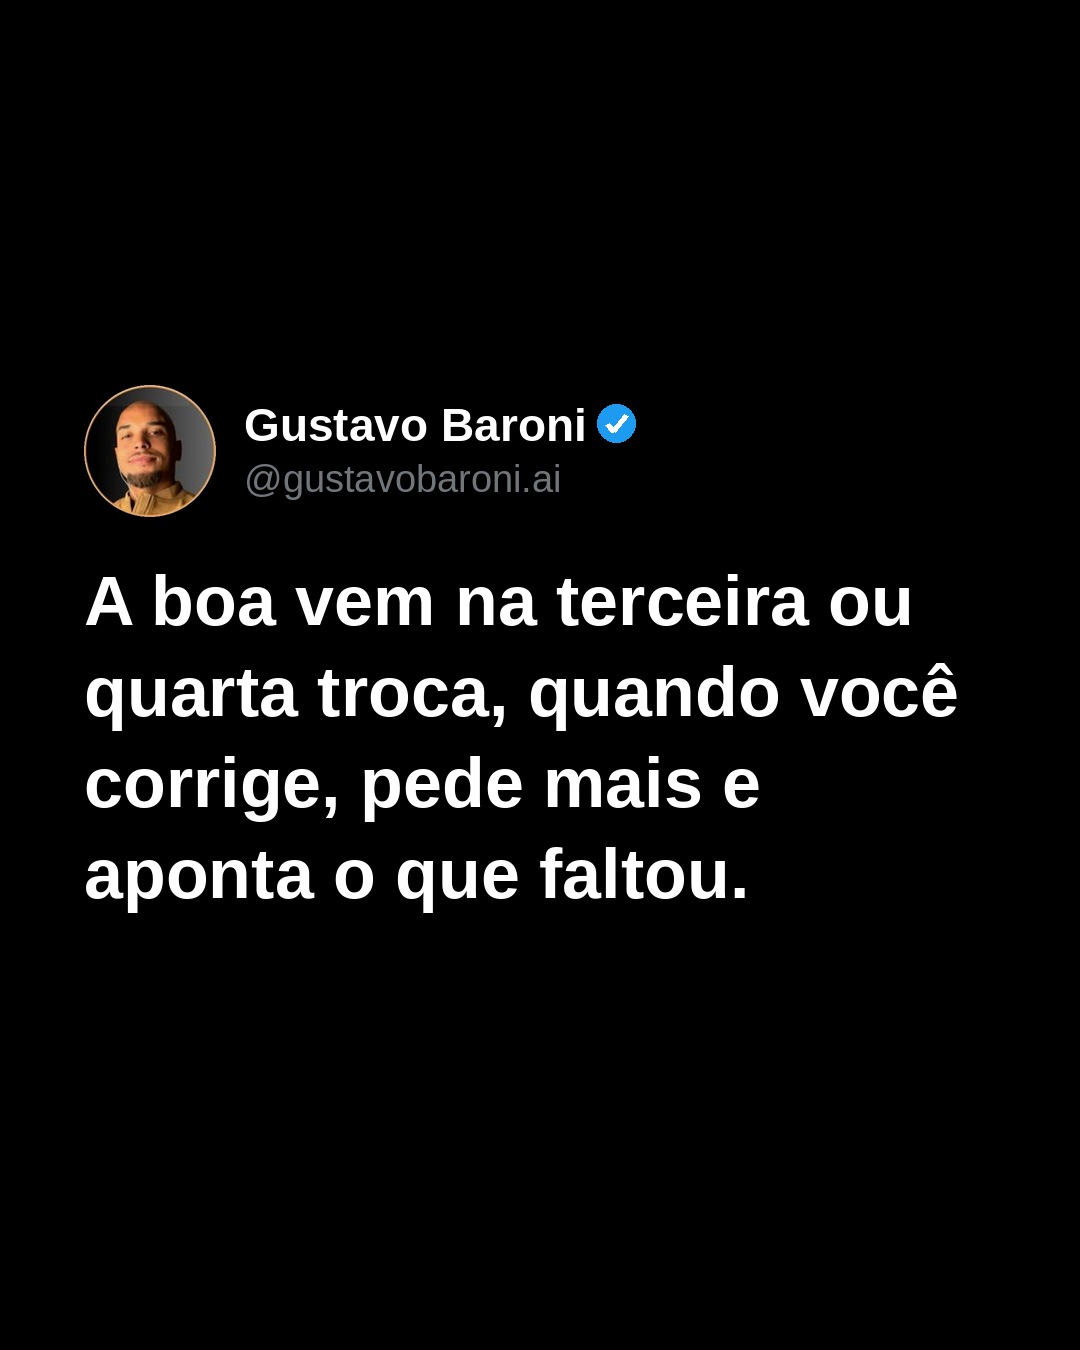 Gustavo Baroni
@gustavobaroni.ai
A boa vem na terceira ou
quarta troca, quando você
corrige, pede mais e
aponta o que faltou.